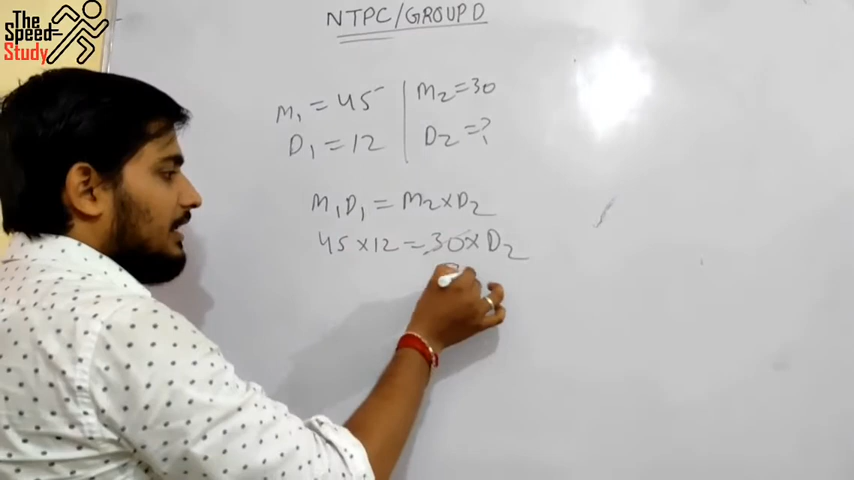 The
Speed
Study
NTPC/GROUP D
M₁ = 45 | M₂ = 30
D₁ = 12 | D₂ = ?
M₁D₁ = M₂ × D₂
45 × 12 = 30 × D₂